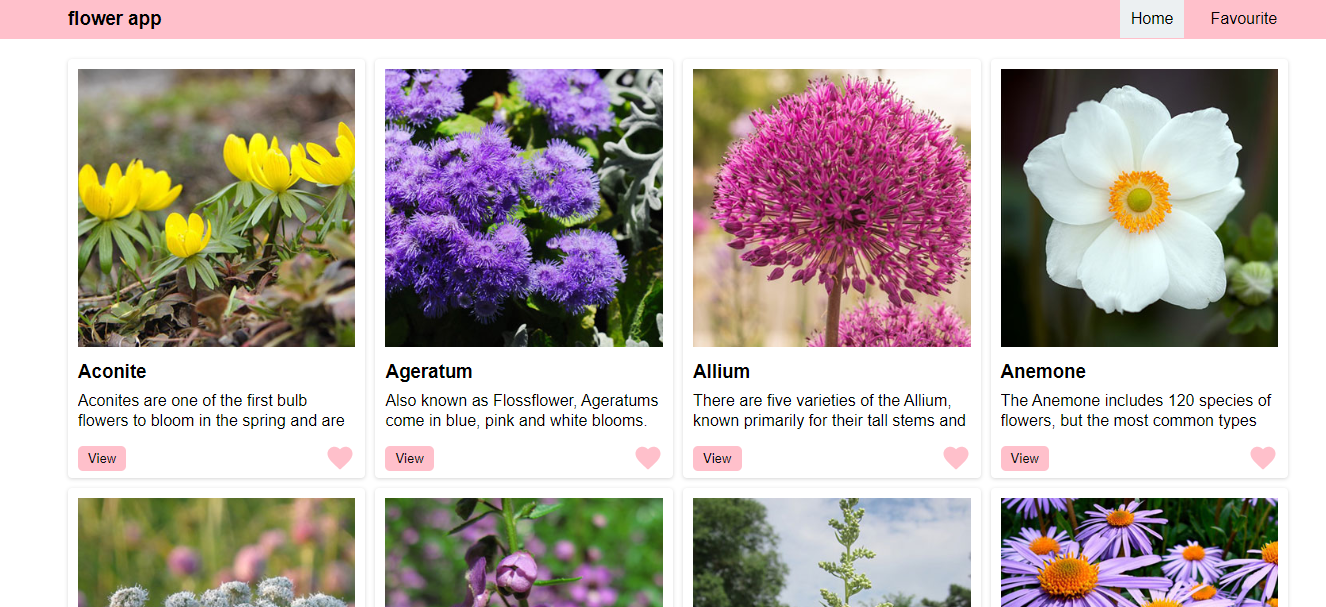 flower app
Home
Favourite
Aconite
Aconites are one of the first bulb
flowers to bloom in the spring and are
View
Ageratum
Also known as Flossflower, Ageratums
come in blue, pink and white blooms.
View
Allium
There are five varieties of the Allium,
known primarily for their tall stems and
View
Anemone
The Anemone includes 120 species of
flowers, but the most common types
View